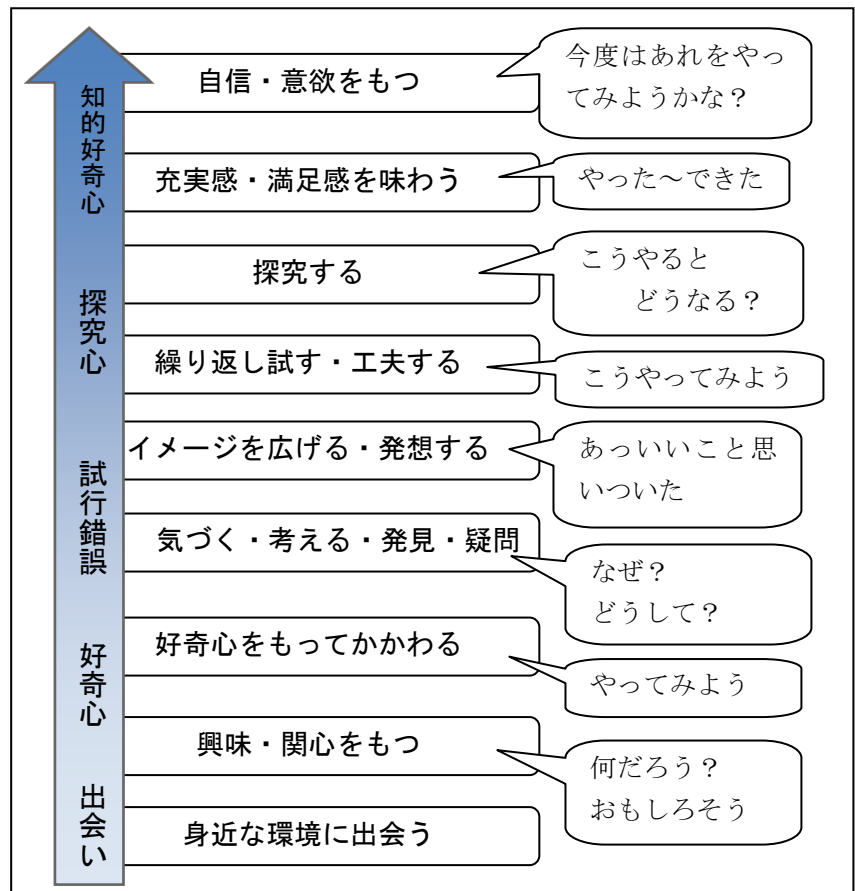 知的好奇心
探究心
試行錯誤
好奇心
出会い
自信・意欲をもつ
今度はあれをやっ
てみようかな?
充実感・満足感を味わう
やった~できた
探究する
こうやると
どうなる?
繰り返し試す・工夫する
こうやってみよう
イメージを広げる・発想する
あっいいこと思
いついた
気づく・考える・発見・疑問
なぜ?
どうして?
好奇心をもってかかわる
やってみよう
興味・関心をもつ
何だろう?
おもしろそう
身近な環境に出会う